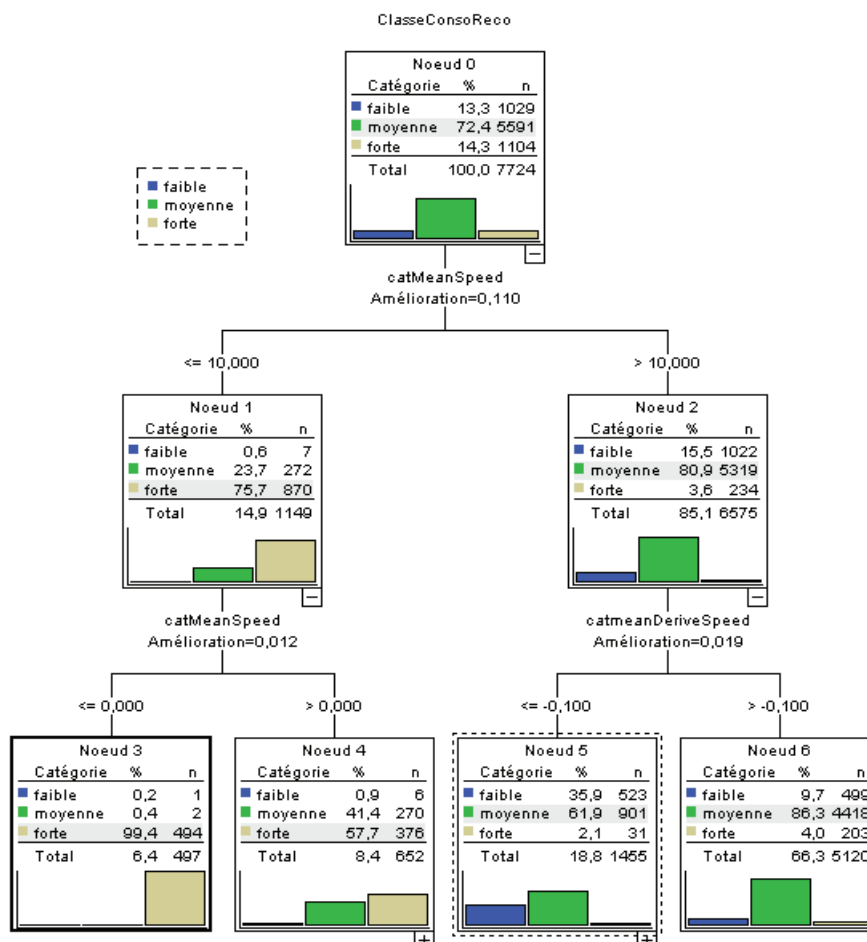 ClasseConsoReco
Noeud 0
Catégorie % n
faible 13,3 1029
moyenne 72,4 5591
forte 14,3 1104
Total 100,0 7724
faible
moyenne
forte
catMeanSpeed
Amélioration=0,110
<= 10,000
> 10,000
Noeud 1
Catégorie % n
faible 0,6 7
moyenne 23,7 272
forte 75,7 870
Total 14,9 1149
Noeud 2
Catégorie % n
faible 15,5 1022
moyenne 80,9 5319
forte 3,6 234
Total 85,1 6575
catMeanSpeed
Amélioration=0,012
catmeanDeriveSpeed
Amélioration=0,019
<= 0,000
> 0,000
<= -0,100
> -0,100
Noeud 3
Catégorie % n
faible 0,2 1
moyenne 0,4 2
forte 99,4 494
Total 6,4 497
Noeud 4
Catégorie % n
faible 0,9 6
moyenne 41,4 270
forte 57,7 376
Total 8,4 652
Noeud 5
Catégorie % n
faible 35,9 523
moyenne 61,9 901
forte 2,1 31
Total 18,8 1455
Noeud 6
Catégorie % n
faible 9,7 499
moyenne 86,3 4418
forte 4,0 203
Total 66,3 5120